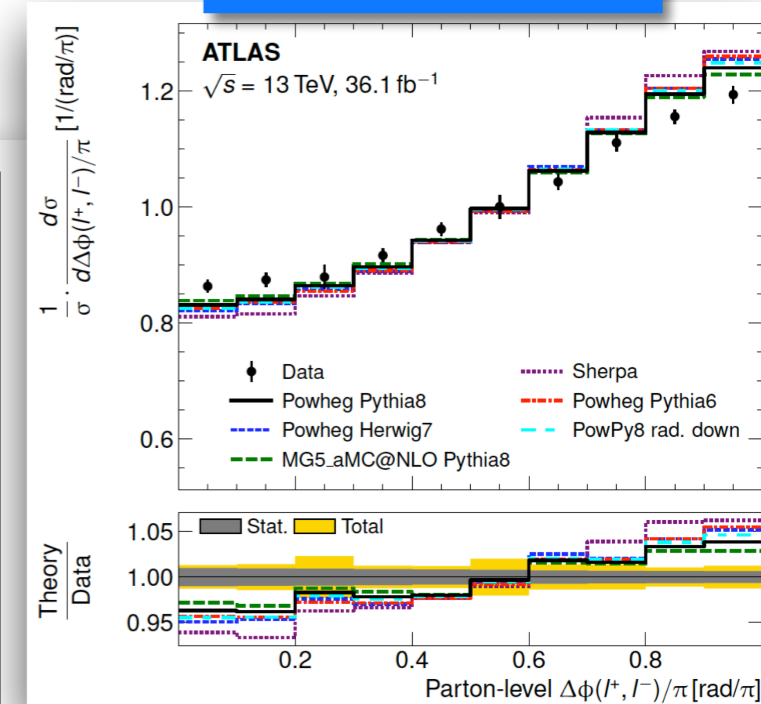 ATLAS
√s = 13 TeV, 36.1 fb⁻¹
1/σ · dσ/dΔϕ(l⁺, l⁻)/π [1/(rad/π)]
1.2
1.0
0.8
0.6
Data
Powheg Pythia8
Powheg Herwig7
MG5_aMC@NLO Pythia8
Sherpa
Powheg Pythia6
PowPy8 rad. down
Theory
Data
1.05
1.00
0.95
Stat. Total
0.2 0.4 0.6 0.8
Parton-level Δϕ(l⁺, l⁻)/π [rad/π]